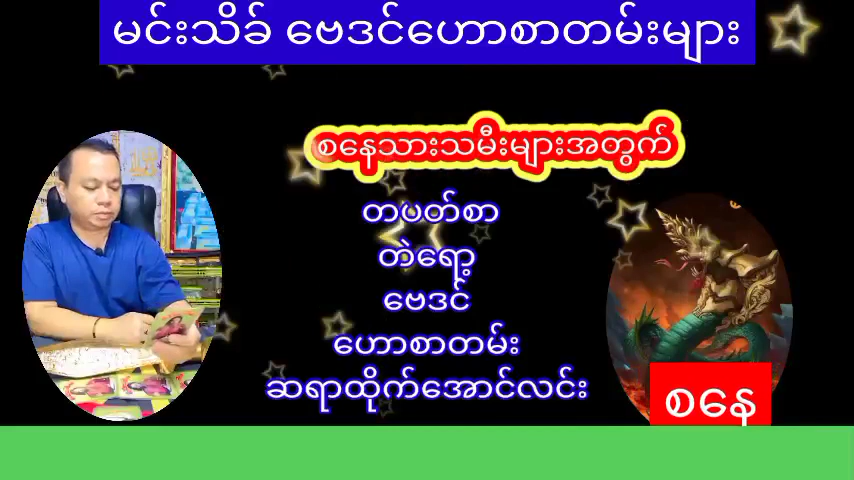 မင်းသိခ် ဗေဒင်ဟောစာတမ်းများ
စနေသားသမီးများအတွက်
တပတ်စာ
တဲရော့
ဗေဒင်
ဟောစာတမ်း
ဆရာထိုက်အောင်လင်း
စနေ